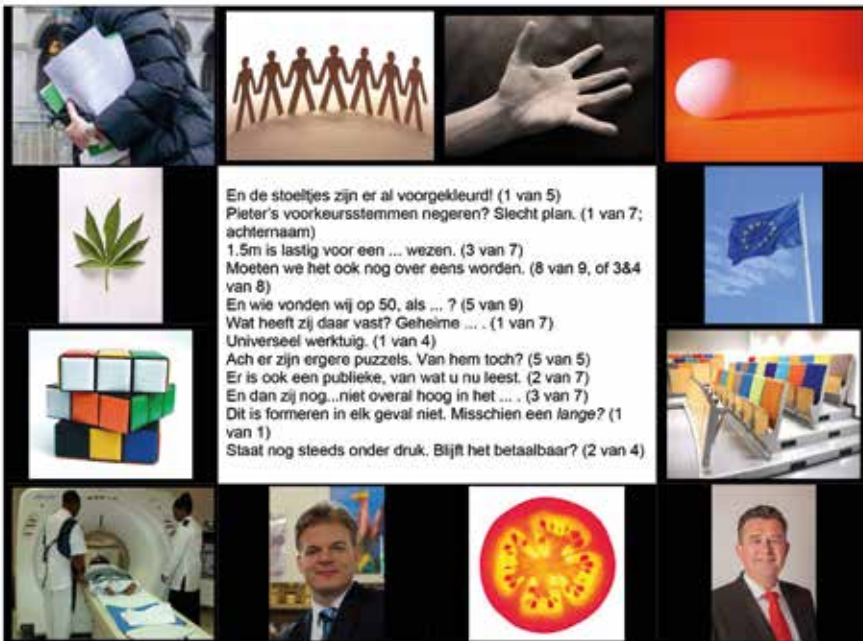 En de stoeltjes zijn er al voorgekleurd! (1 van 5)
Pieter's voorkeursstemmen negeren? Slecht plan. (1 van 7;
achternaam)
1.5m is lastig voor een ... wezen. (3 van 7)
Moeten we het ook nog over eens worden. (8 van 9, of 3&4
van 8)
En wie vonden wij op 50, als ... ? (5 van 9)
Wat heeft zij daar vast? Geheime ... . (1 van 7)
Universeel werktuig. (1 van 4)
Ach er zijn ergere puzzels. Van hem toch? (5 van 5)
Er is ook een publieke, van wat u nu leest. (2 van 7)
En dan zij nog...niet overal hoog in het ... . (3 van 7)
Dit is formeren in elk geval niet. Misschien een lange? (1
van 1)
Staat nog steeds onder druk. Blijft het betaalbaar? (2 van 4)